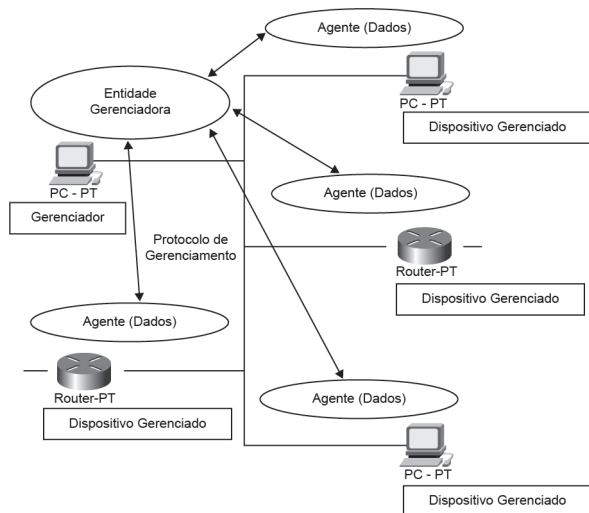 Agente (Dados)
Entidade
Gerenciadora
PC - PT
Dispositivo Gerenciado
PC - PT
Gerenciador
Agente (Dados)
Protocolo de
Gerenciamento
Router-PT
Dispositivo Gerenciado
Agente (Dados)
Router-PT
Dispositivo Gerenciado
Agente (Dados)
PC - PT
Dispositivo Gerenciado